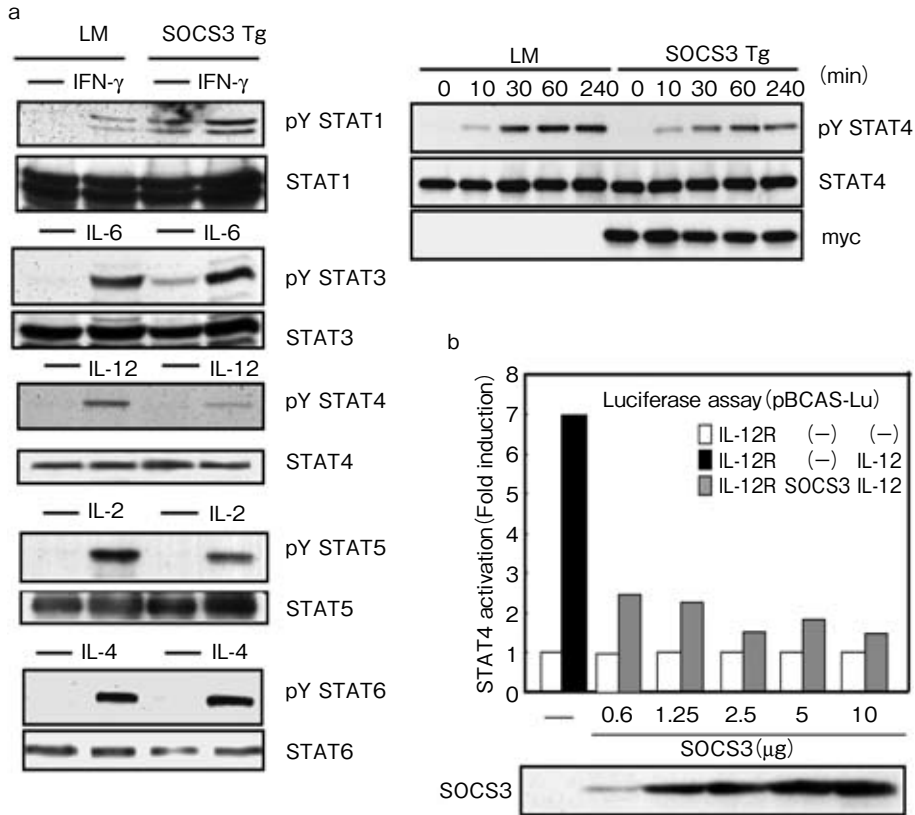 a
LM SOCS3 Tg
— IFN-γ — IFN-γ
pY STAT1
STAT1
— IL-6 — IL-6
pY STAT3
STAT3
— IL-12 — IL-12
pY STAT4
STAT4
— IL-2 — IL-2
pY STAT5
STAT5
— IL-4 — IL-4
pY STAT6
STAT6
LM SOCS3 Tg
0 10 30 60 240 0 10 30 60 240 (min)
pY STAT4
STAT4
myc
b
Luciferase assay(pBCAS-Lu)
IL-12R (−) (−)
IL-12R (−) IL-12
IL-12R SOCS3 IL-12
STAT4 activation(Fold induction)
8
7
6
5
4
3
2
1
0
— 0.6 1.25 2.5 5 10
SOCS3(μg)
SOCS3